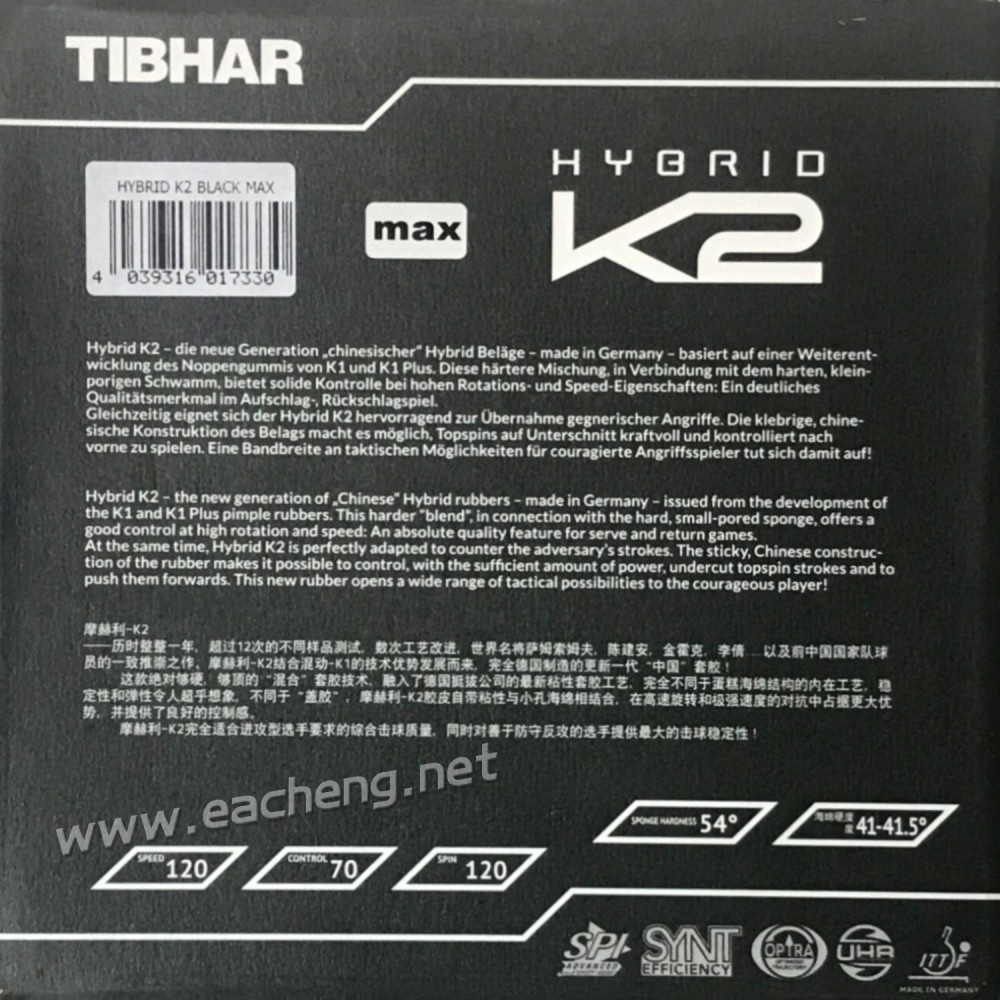 TIBHAR
HYBRID K2 BLACK MAX
4 039316 017330
max
HYBRID
K2
Hybrid K2 – die neue Generation „chinesischer" Hybrid Beläge – made in Germany – basiert auf einer Weiterent-
wicklung des Noppengummis von K1 und K1 Plus. Diese härtere Mischung, in Verbindung mit dem harten, klein-
porigen Schwamm, bietet solide Kontrolle bei hohen Rotations- und Speed-Eigenschaften: Ein deutliches
Qualitätsmerkmal im Aufschlag-, Rückschlagspiel.
Gleichzeitig eignet sich der Hybrid K2 hervorragend zur Übernahme gegnerischer Angriffe. Die klebrige, chine-
sische Konstruktion des Belags macht es möglich, Topspins auf Unterschnitt kraftvoll und kontrolliert nach
vorne zu spielen. Eine Bandbreite an taktischen Möglichkeiten für couragierte Angriffsspieler tut sich damit auf!
Hybrid K2 – the new generation of „Chinese" Hybrid rubbers – made in Germany – issued from the development of
the K1 and K1 Plus pimple rubbers. This harder "blend", in connection with the hard, small-pored sponge, offers a
good control at high rotation and speed: An absolute quality feature for serve and return games.
At the same time, Hybrid K2 is perfectly adapted to counter the adversary's strokes. The sticky, Chinese construc-
tion of the rubber makes it possible to control, with the sufficient amount of power, undercut topspin strokes and to
push them forwards. This new rubber opens a wide range of tactical possibilities to the courageous player!
摩赫利-K2
——历时整整一年，超过12次的不同样品测试，数次工艺改进，世界名将萨姆索姆夫，陈建安，金霍克，李倩……以及前中国国家队球
员的一致推崇之作。摩赫利-K2结合混动-K1的技术优势发展而来，完全德国制造的更新一代"中国"套胶！
这款绝对够硬，够顶的"混合"套胶技术，融入了德国挺拔公司的最新粘性套胶工艺，完全不同于蛋糕海绵结构的内在工艺，稳
定性和弹性令人超乎想象，不同于"盖胶"，摩赫利-K2胶皮自带粘性与小孔海绵相结合，在高速旋转和极强速度的对抗中占据更大优
势，并提供了良好的控制感。
摩赫利-K2完全适合进攻型选手要求的综合击球质量，同时对善于防守反攻的选手提供最大的击球稳定性！
www.eacheng.net
SPONGE HARDNESS 54°
海绵硬度 41-41.5°
SPEED 120
CONTROL 70
SPIN 120
SPI
ADVANCED
SYNT
EFFICIENCY
OPTRA
OPTIMIZED
TRAJECTORY
UHR
ITTF
MADE IN GERMANY